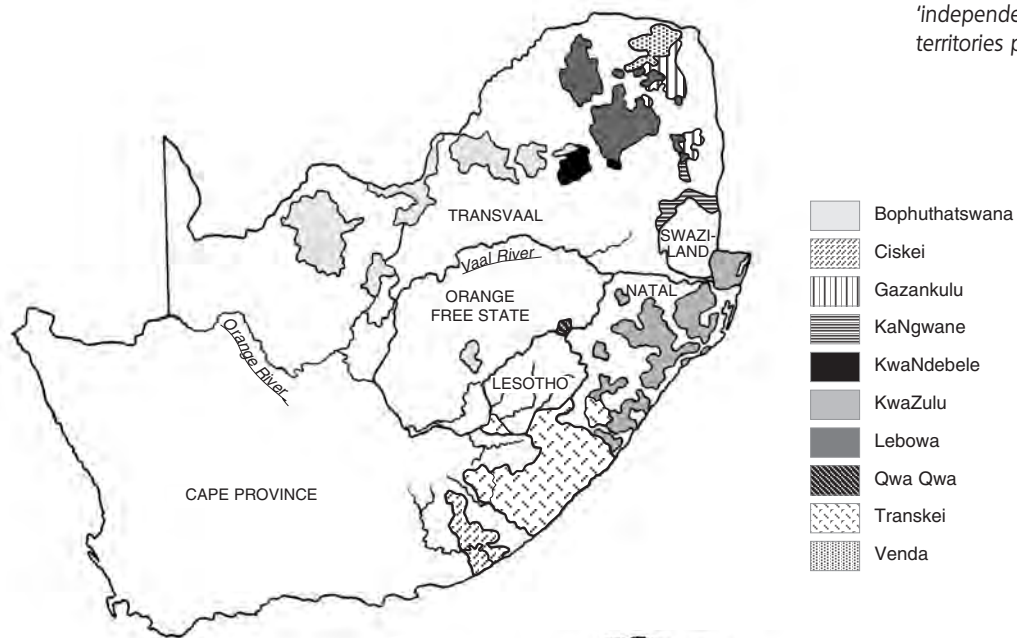 'independe
territories p
TRANSVAAL
SWAZI-
LAND
Vaal River
NATAL
ORANGE
FREE STATE
Orange River
LESOTHO
CAPE PROVINCE
Bophuthatswana
Ciskei
Gazankulu
KaNgwane
KwaNdebele
KwaZulu
Lebowa
Qwa Qwa
Transkei
Venda